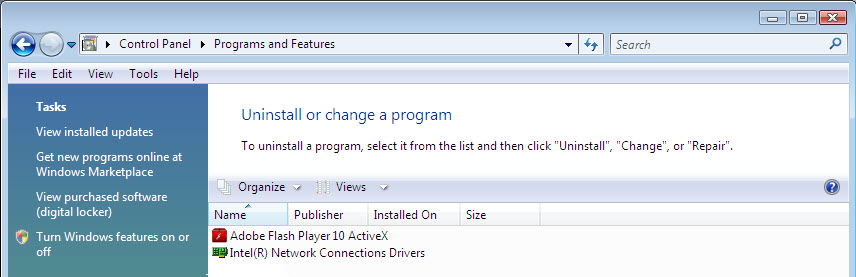 Control Panel Programs and Features Search
File Edit View Tools Help
Tasks
View installed updates
Get new programs online at
Windows Marketplace
View purchased software
(digital locker)
Turn Windows features on or
off
Uninstall or change a program
To uninstall a program, select it from the list and then click "Uninstall", "Change", or "Repair".
Organize Views
Name Publisher Installed On Size
Adobe Flash Player 10 ActiveX
Intel(R) Network Connections Drivers